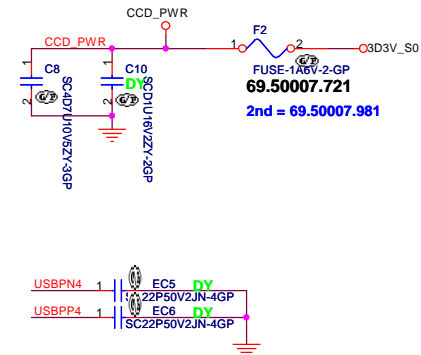 CCD_PWR
CCD_PWR
F2
1
2
3D3V_S0
FUSE-1A6V-2-GP
69.50007.721
2nd = 69.50007.981
1
C8
2
SC4D7U10V5ZY-3GP
1
C10
DY
2
SCD1U16V2ZY-2GP
USBPN4
1
EC5
DY
SC22P50V2JN-4GP
USBPP4
1
EC6
DY
SC22P50V2JN-4GP